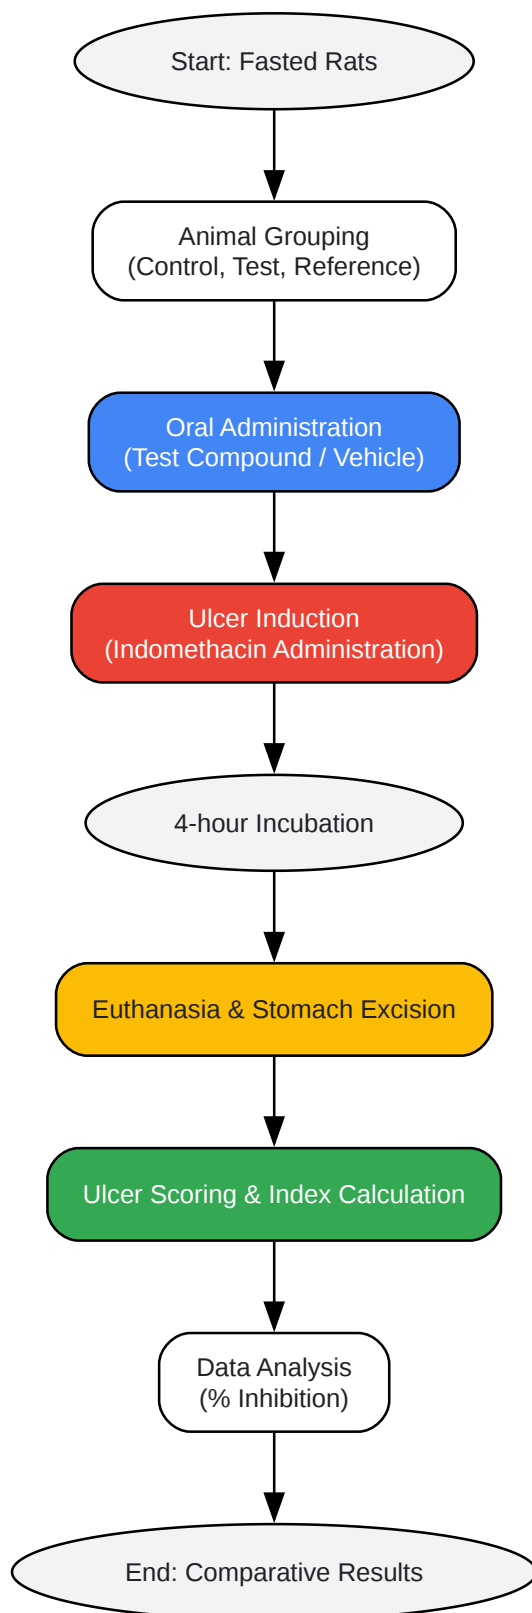 Start: Fasted Rats
Animal Grouping
(Control, Test, Reference)
Oral Administration
(Test Compound / Vehicle)
Ulcer Induction
(Indomethacin Administration)
4-hour Incubation
Euthanasia & Stomach Excision
Ulcer Scoring & Index Calculation
Data Analysis
(% Inhibition)
End: Comparative Results